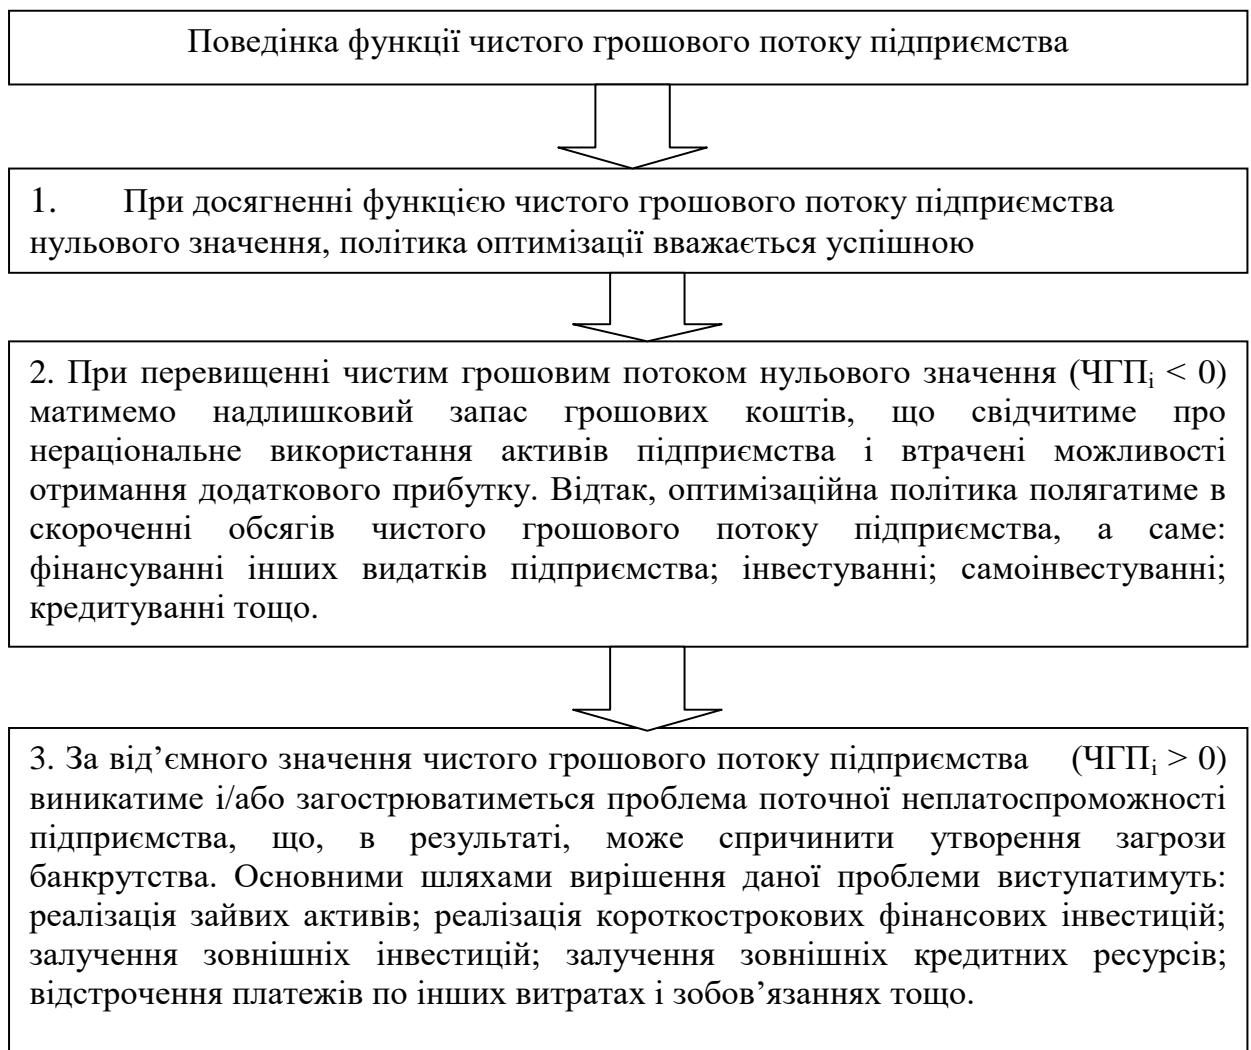 Поведінка функції чистого грошового потоку підприємства
1. При досягненні функцією чистого грошового потоку підприємства
нульового значення, політика оптимізації вважається успішною
2. При перевищенні чистим грошовим потоком нульового значення (ЧГПᵢ < 0)
матимемо надлишковий запас грошових коштів, що свідчитиме про
нераціональне використання активів підприємства і втрачені можливості
отримання додаткового прибутку. Відтак, оптимізаційна політика полягатиме в
скороченні обсягів чистого грошового потоку підприємства, а саме:
фінансуванні інших видатків підприємства; інвестуванні; самоінвестуванні;
кредитуванні тощо.
3. За від’ємного значення чистого грошового потоку підприємства (ЧГПᵢ > 0)
виникатиме і/або загострюватиметься проблема поточної неплатоспроможності
підприємства, що, в результаті, може спричинити утворення загрози
банкрутства. Основними шляхами вирішення даної проблеми виступатимуть:
реалізація зайвих активів; реалізація короткострокових фінансових інвестицій;
залучення зовнішніх інвестицій; залучення зовнішніх кредитних ресурсів;
відстрочення платежів по інших витратах і зобов’язаннях тощо.